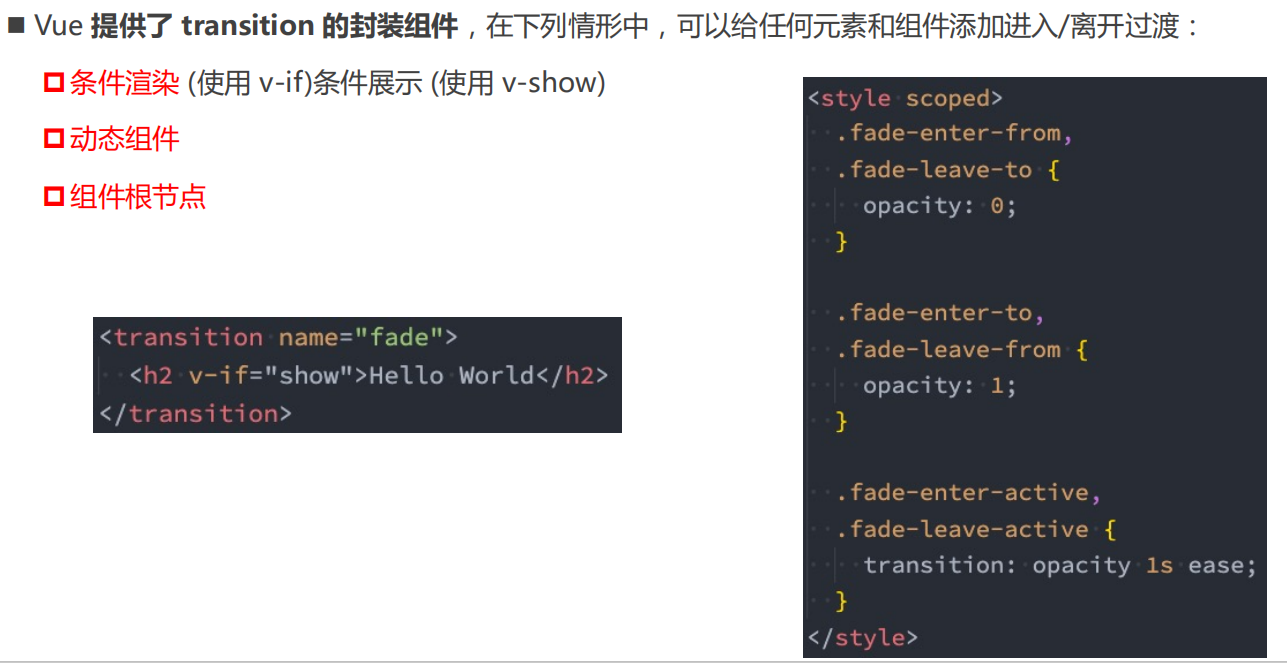 Vue 提供了 transition 的封装组件，在下列情形中，可以给任何元素和组件添加进入/离开过渡：
条件渲染 (使用 v-if)条件展示 (使用 v-show)
动态组件
组件根节点
<transition name="fade">
<h2 v-if="show">Hello World</h2>
</transition>
<style scoped>
.fade-enter-from,
.fade-leave-to {
opacity: 0;
}
.fade-enter-to,
.fade-leave-from {
opacity: 1;
}
.fade-enter-active,
.fade-leave-active {
transition: opacity 1s ease;
}
</style>